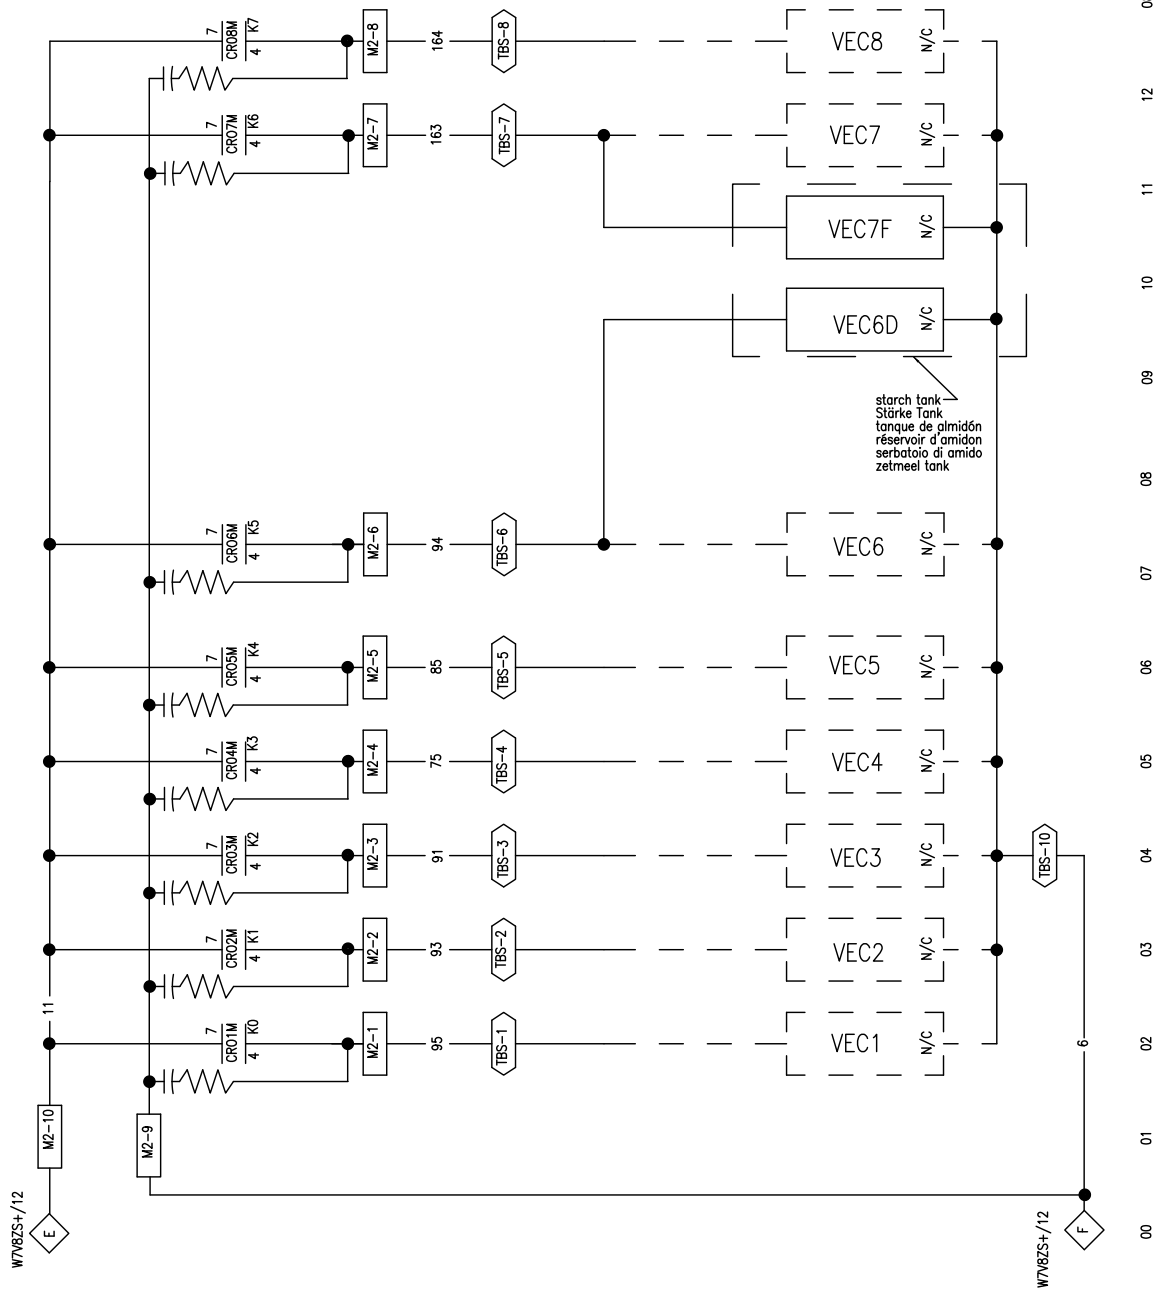 7
CR08M
4 K7
M2-8
164
TBS-8
VEC8
N/C
12
7
CR07M
4 K6
M2-7
163
TBS-7
VEC7
N/C
11
VEC7F
N/C
10
VEC6D
N/C
09
starch tank
Stärke Tank
tanque de almidón
réservoir d'amidon
serbatoio di amido
zetmeel tank
08
7
CR06M
4 K5
M2-6
94
TBS-6
VEC6
N/C
07
7
CR05M
4 K4
M2-5
85
TBS-5
VEC5
N/C
06
7
CR04M
4 K3
M2-4
75
TBS-4
VEC4
N/C
05
7
CR03M
4 K2
M2-3
91
TBS-3
VEC3
N/C
TBS-10
04
7
CR02M
4 K1
M2-2
93
TBS-2
VEC2
N/C
03
11
7
CR01M
4 K0
M2-1
95
TBS-1
VEC1
N/C
6
02
M2-10
M2-9
01
W7V8ZS+/12
E
W7V8ZS+/12
F
00